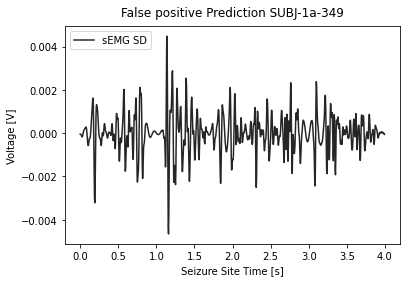 False positive Prediction SUBJ-1a-349
sEMG SD
0.004
0.002
0.000
−0.002
−0.004
Voltage [V]
0.0 0.5 1.0 1.5 2.0 2.5 3.0 3.5 4.0
Seizure Site Time [s]